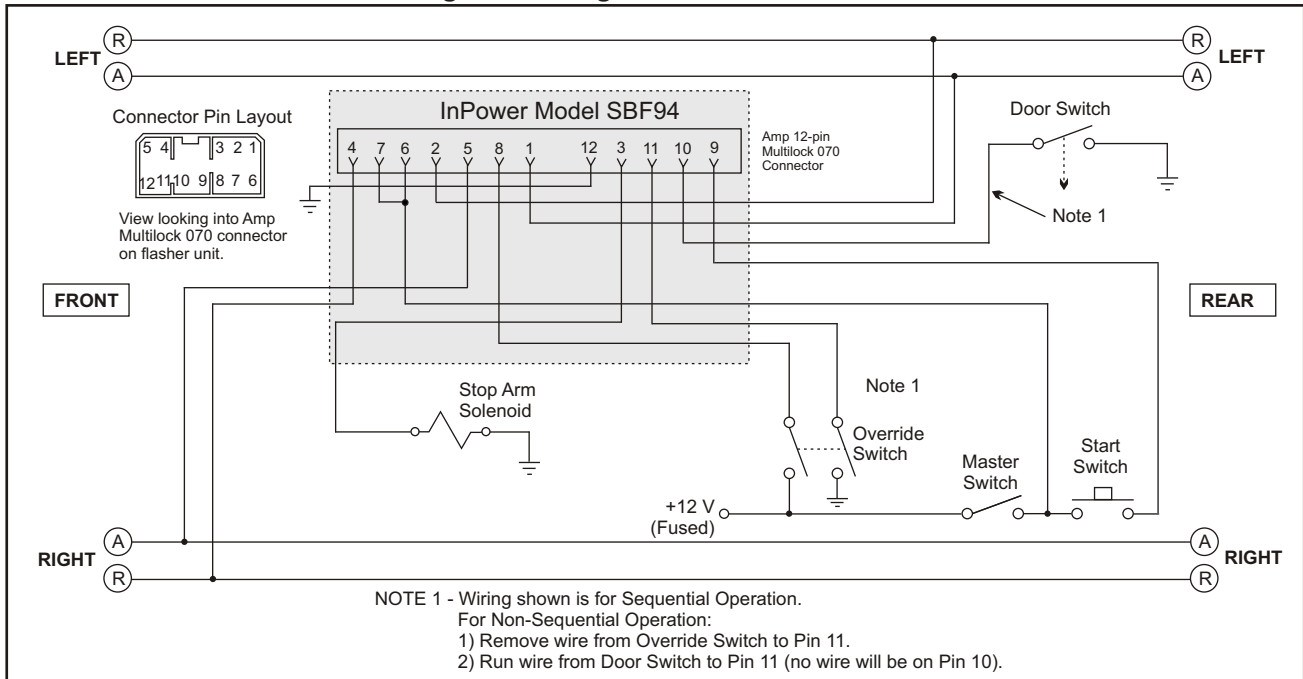 R
LEFT
A
R
LEFT
A
Connector Pin Layout
5 4 3 2 1
12 11 10 9 8 7 6
View looking into Amp
Multilock 070 connector
on flasher unit.
InPower Model SBF94
4 7 6 2 5 8 1 12 3 11 10 9
Amp 12-pin
Multilock 070
Connector
Door Switch
Note 1
FRONT
REAR
Stop Arm
Solenoid
Note 1
Override
Switch
Master
Switch
Start
Switch
+12 V
(Fused)
A
RIGHT
R
A
RIGHT
R
NOTE 1 - Wiring shown is for Sequential Operation.
For Non-Sequential Operation:
1) Remove wire from Override Switch to Pin 11.
2) Run wire from Door Switch to Pin 11 (no wire will be on Pin 10).